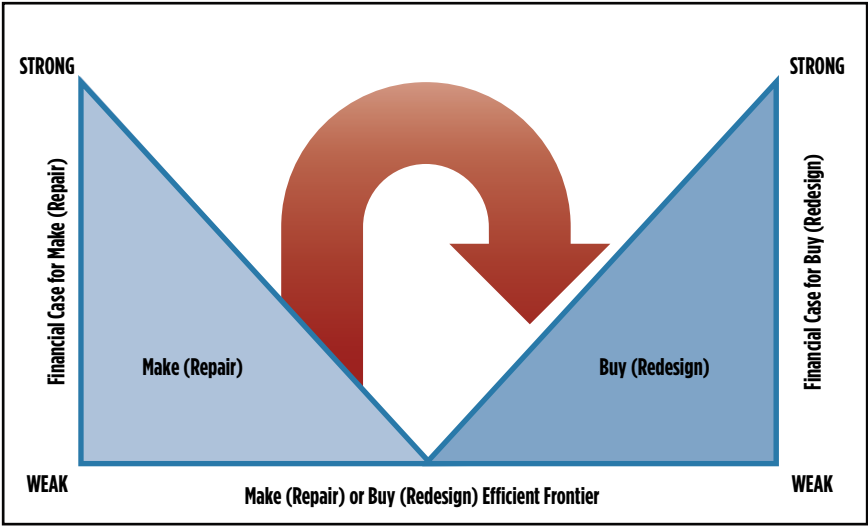 STRONG
STRONG
Financial Case for Make (Repair)
Financial Case for Buy (Redesign)
Make (Repair)
Buy (Redesign)
WEAK
WEAK
Make (Repair) or Buy (Redesign) Efficient Frontier